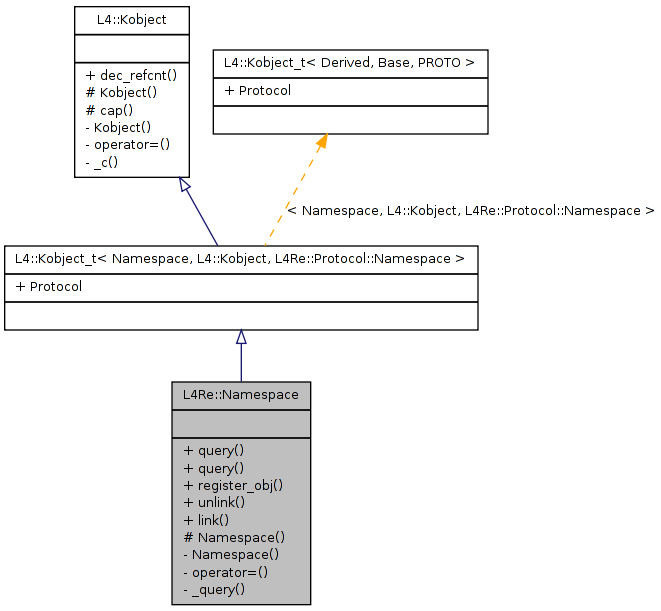 L4::Kobject
+ dec_refcnt()
# Kobject()
# cap()
- Kobject()
- operator=()
- _c()
L4::Kobject_t< Derived, Base, PROTO >
+ Protocol
< Namespace, L4::Kobject, L4Re::Protocol::Namespace >
L4::Kobject_t< Namespace, L4::Kobject, L4Re::Protocol::Namespace >
+ Protocol
L4Re::Namespace
+ query()
+ query()
+ register_obj()
+ unlink()
+ link()
# Namespace()
- Namespace()
- operator=()
- _query()